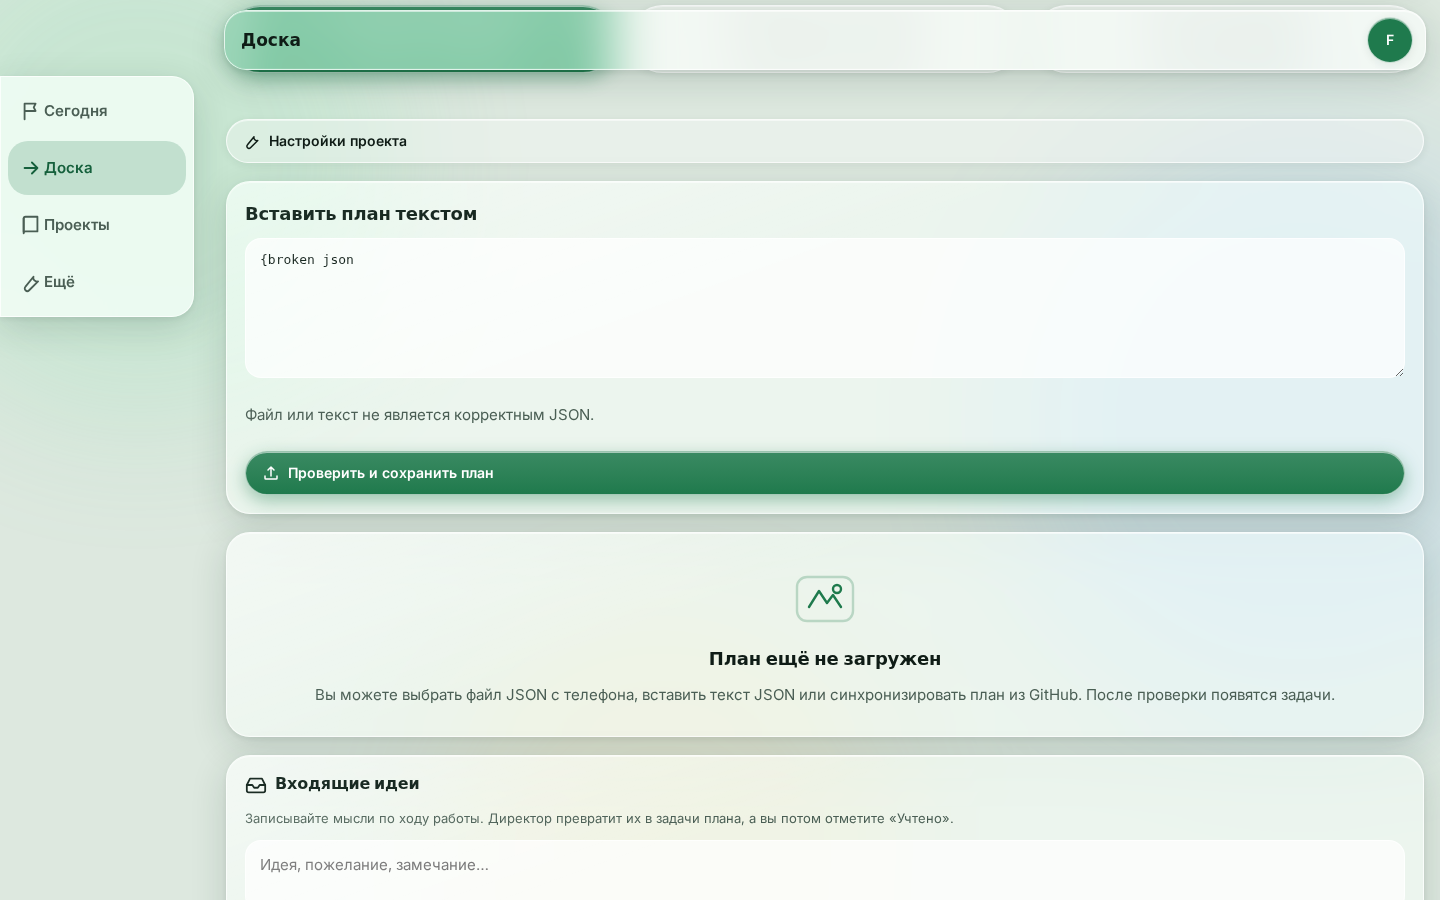 Доска
F
Сегодня
Доска
Проекты
Ещё
Настройки проекта
Вставить план текстом
{broken json
Файл или текст не является корректным JSON.
Проверить и сохранить план
План ещё не загружен
Вы можете выбрать файл JSON с телефона, вставить текст JSON или синхронизировать план из GitHub. После проверки появятся задачи.
Входящие идеи
Записывайте мысли по ходу работы. Директор превратит их в задачи плана, а вы потом отметите «Учтено».
Идея, пожелание, замечание...